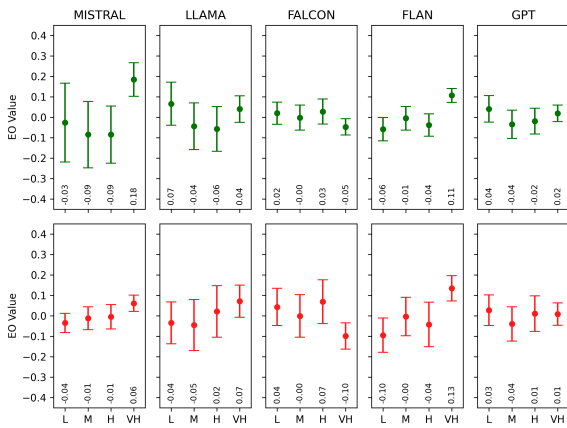 MISTRAL LLAMA FALCON FLAN GPT
EO Value
0.4
0.3
0.2
0.1
0.0
−0.1
−0.2
−0.3
−0.4
-0.03 -0.09 -0.09 0.18
0.07 -0.04 -0.06 0.04
0.02 -0.00 0.03 -0.05
-0.06 -0.01 -0.04 0.11
0.04 -0.04 -0.02 0.02
EO Value
0.4
0.3
0.2
0.1
0.0
−0.1
−0.2
−0.3
−0.4
-0.04 -0.01 -0.01 0.06
-0.04 -0.05 0.02 0.07
0.04 -0.00 0.07 -0.10
-0.10 -0.00 -0.04 0.13
0.03 -0.04 0.01 0.01
L M H VH L M H VH L M H VH L M H VH L M H VH